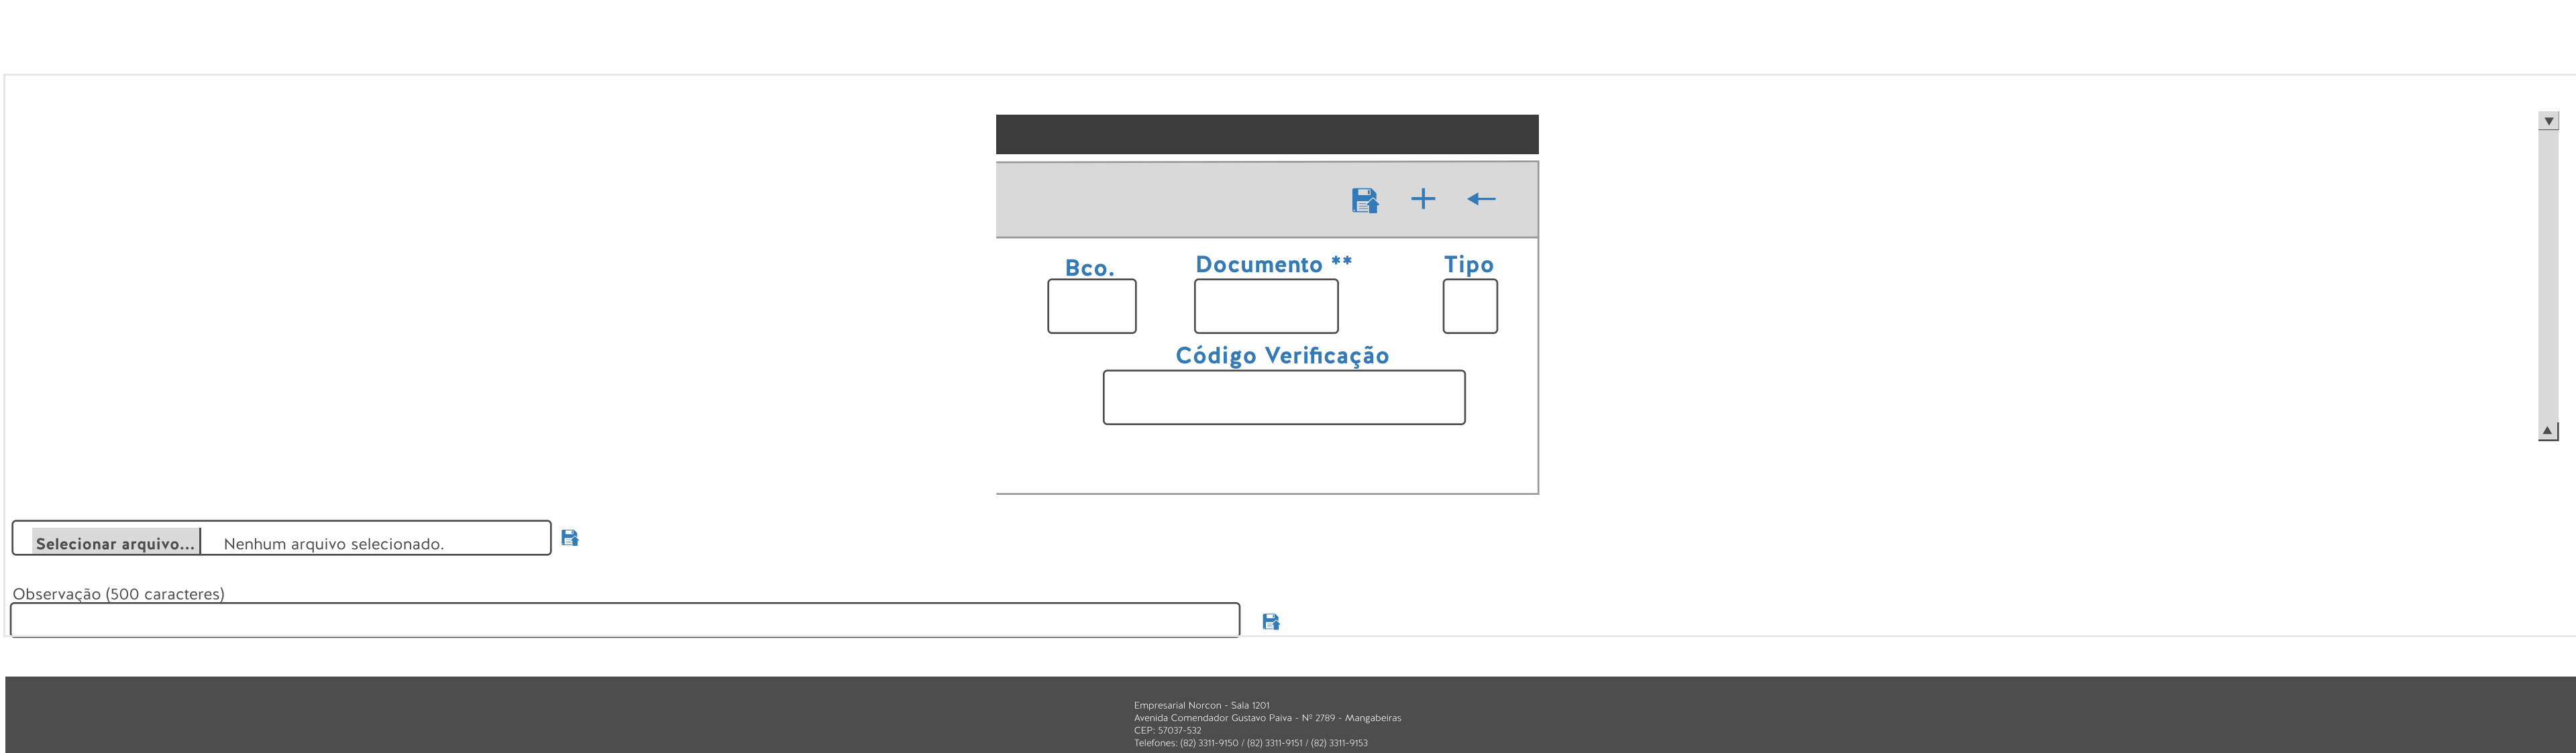 Bco. Documento ** Tipo
Código Verificação
Selecionar arquivo... Nenhum arquivo selecionado.
Observação (500 caracteres)
Empresarial Norcon - Sala 1201
Avenida Comendador Gustavo Paiva - Nº 2789 - Mangabeiras
CEP: 57037-532
Telefones: (82) 3311-9150 / (82) 3311-9151 / (82) 3311-9153